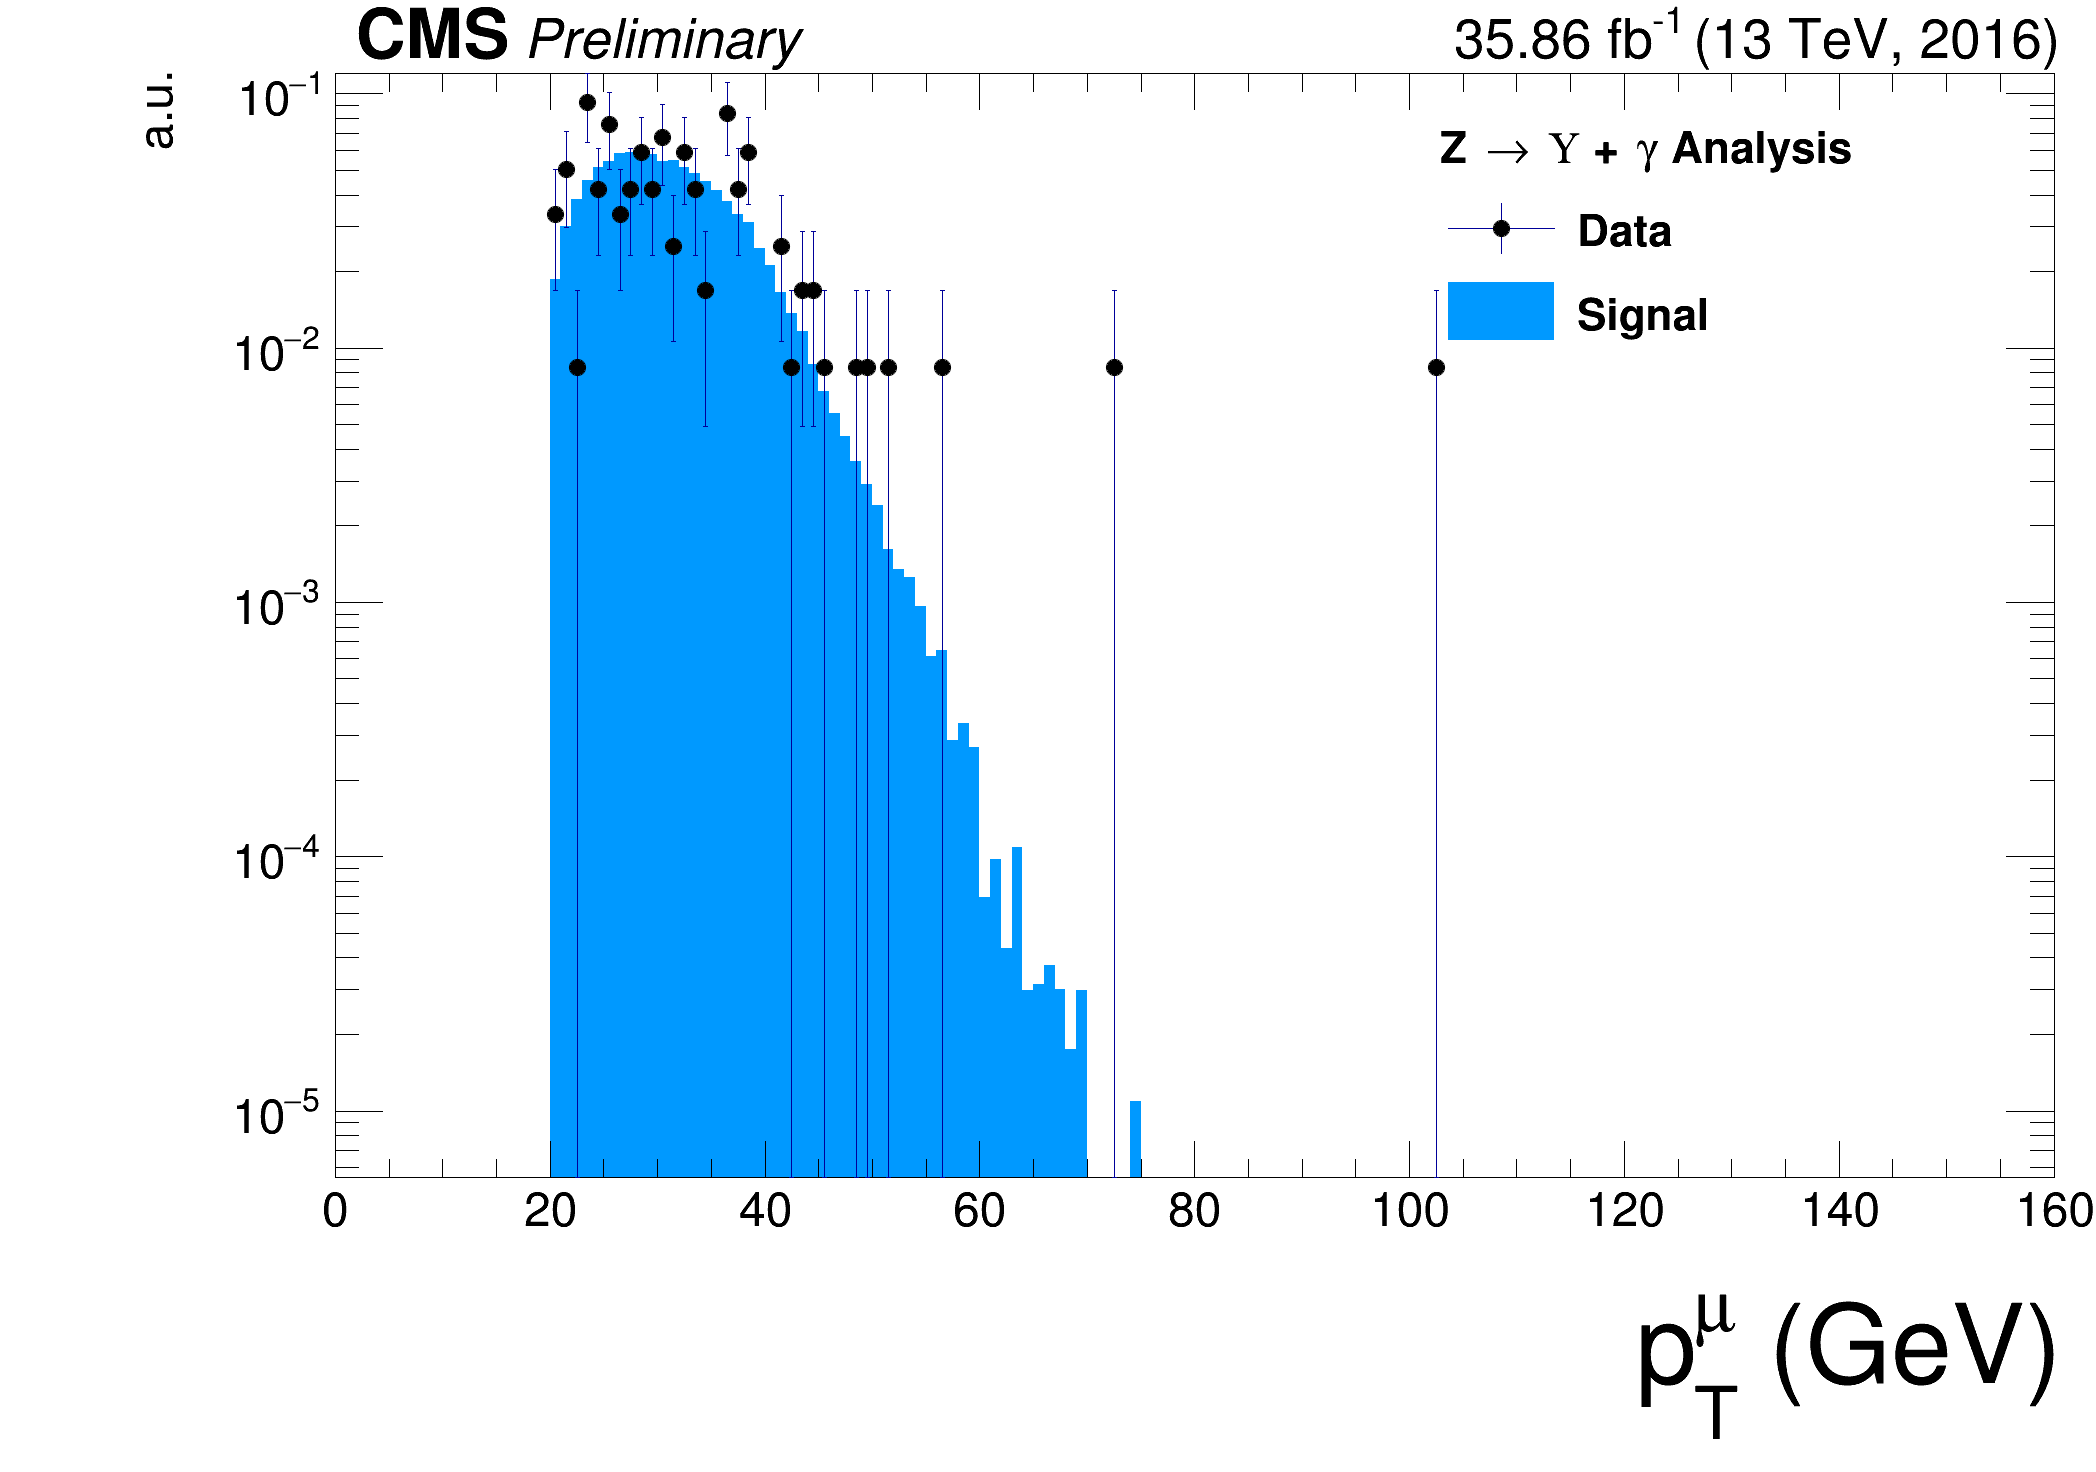 CMS Preliminary 35.86 fb⁻¹ (13 TeV, 2016)
a.u.
10⁻¹
10⁻²
10⁻³
10⁻⁴
10⁻⁵
Z → ϒ + γ Analysis
Data
Signal
0 20 40 60 80 100 120 140 160
p_T^μ (GeV)